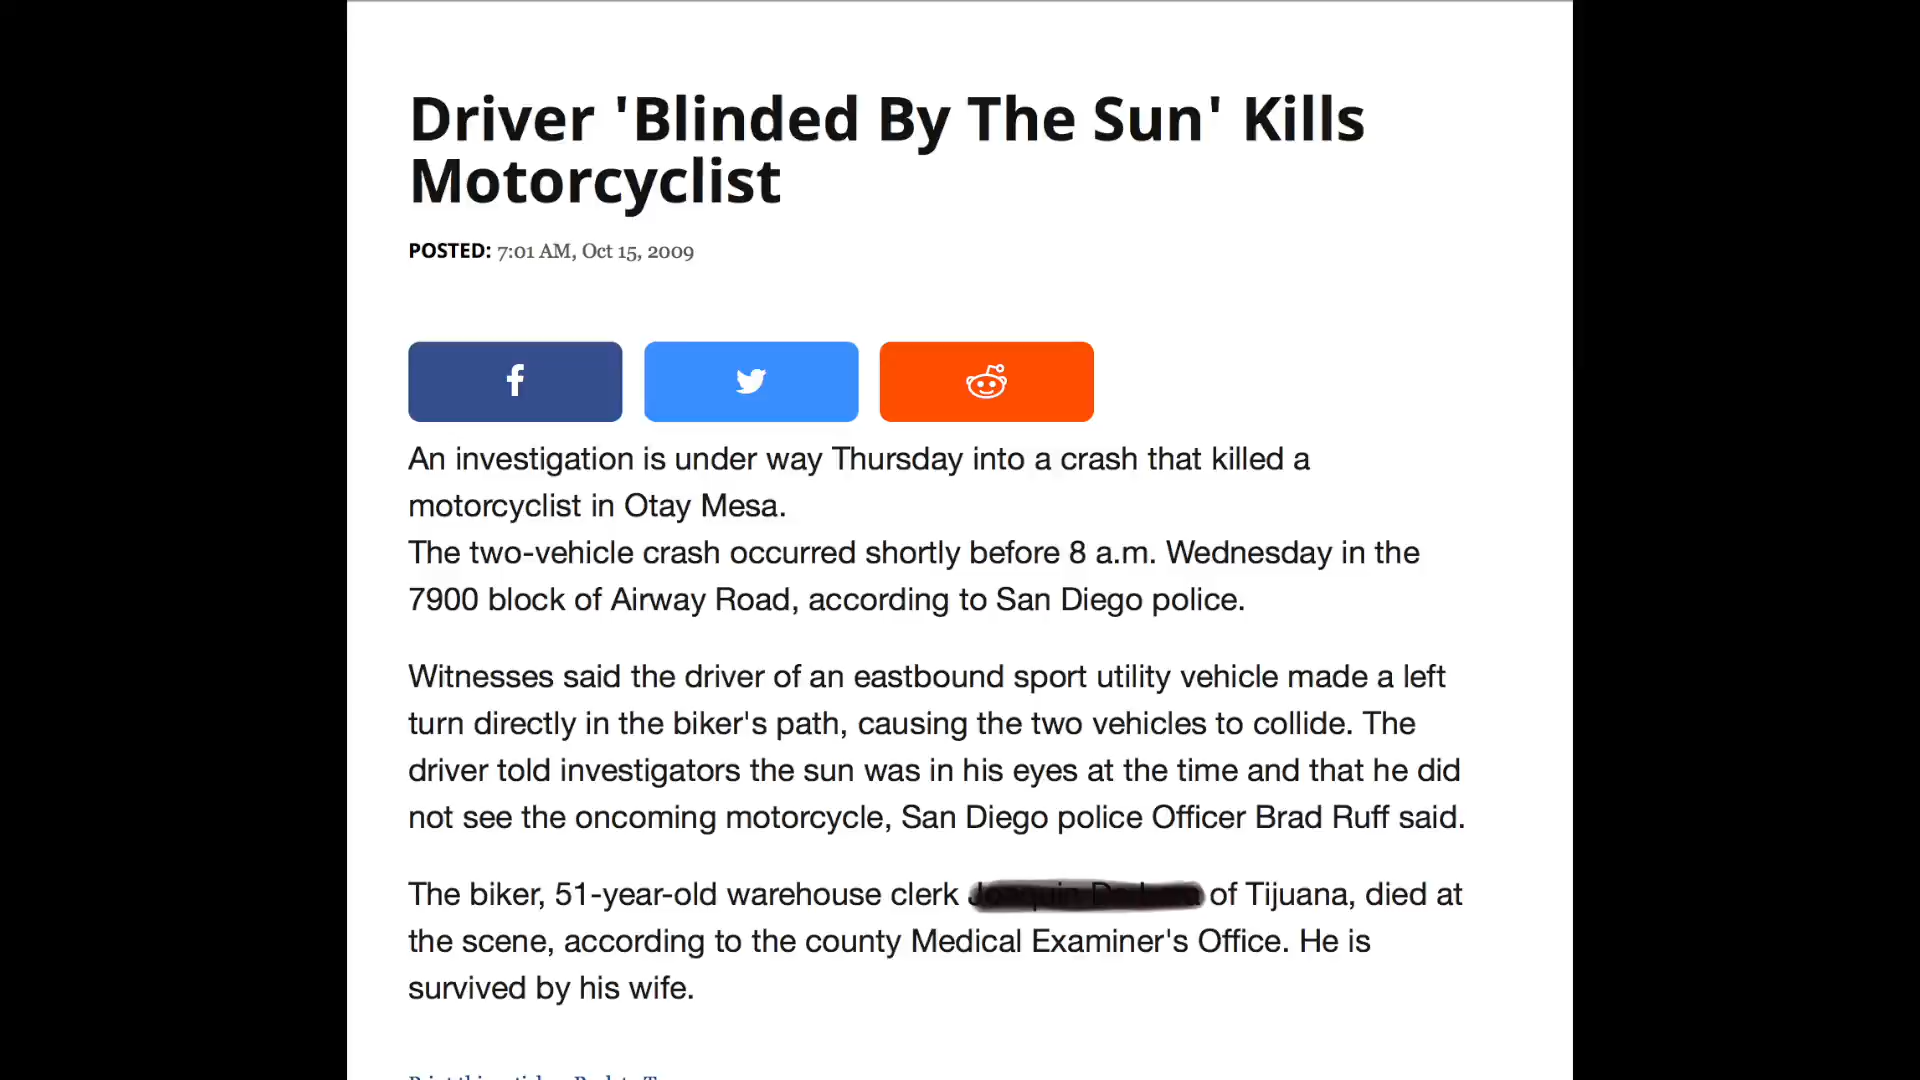 Driver 'Blinded By The Sun' Kills
Motorcyclist
POSTED: 7:01 AM, Oct 15, 2009
An investigation is under way Thursday into a crash that killed a
motorcyclist in Otay Mesa.
The two-vehicle crash occurred shortly before 8 a.m. Wednesday in the
7900 block of Airway Road, according to San Diego police.
Witnesses said the driver of an eastbound sport utility vehicle made a left
turn directly in the biker's path, causing the two vehicles to collide. The
driver told investigators the sun was in his eyes at the time and that he did
not see the oncoming motorcycle, San Diego police Officer Brad Ruff said.
The biker, 51-year-old warehouse clerk of Tijuana, died at
the scene, according to the county Medical Examiner's Office. He is
survived by his wife.